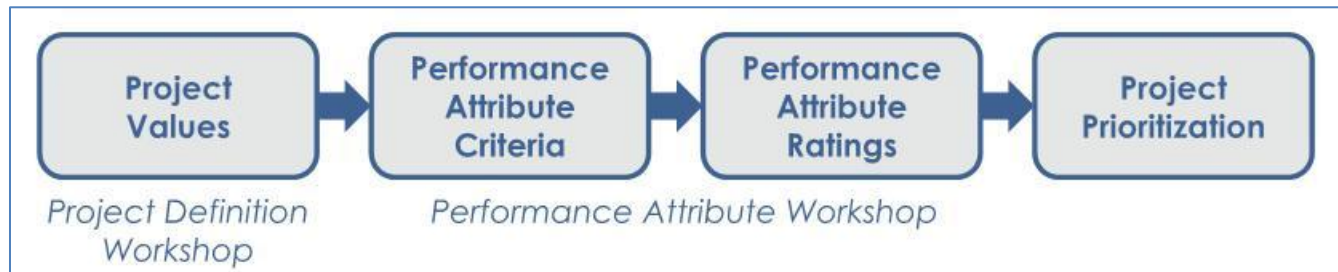 Project
Values
Performance
Attribute
Criteria
Performance
Attribute
Ratings
Project
Prioritization
Project Definition
Workshop
Performance Attribute Workshop